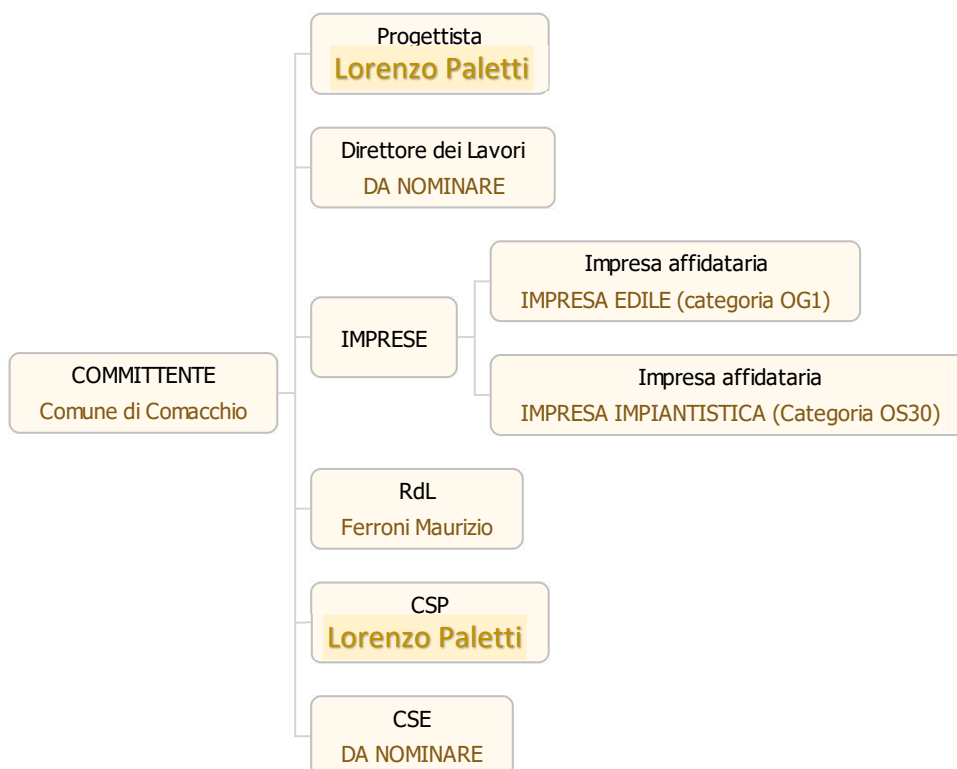 COMMITTENTE
Comune di Comacchio
Progettista
Lorenzo Paletti
Direttore dei Lavori
DA NOMINARE
IMPRESE
Impresa affidataria
IMPRESA EDILE (categoria OG1)
Impresa affidataria
IMPRESA IMPIANTISTICA (Categoria OS30)
RdL
Ferroni Maurizio
CSP
Lorenzo Paletti
CSE
DA NOMINARE